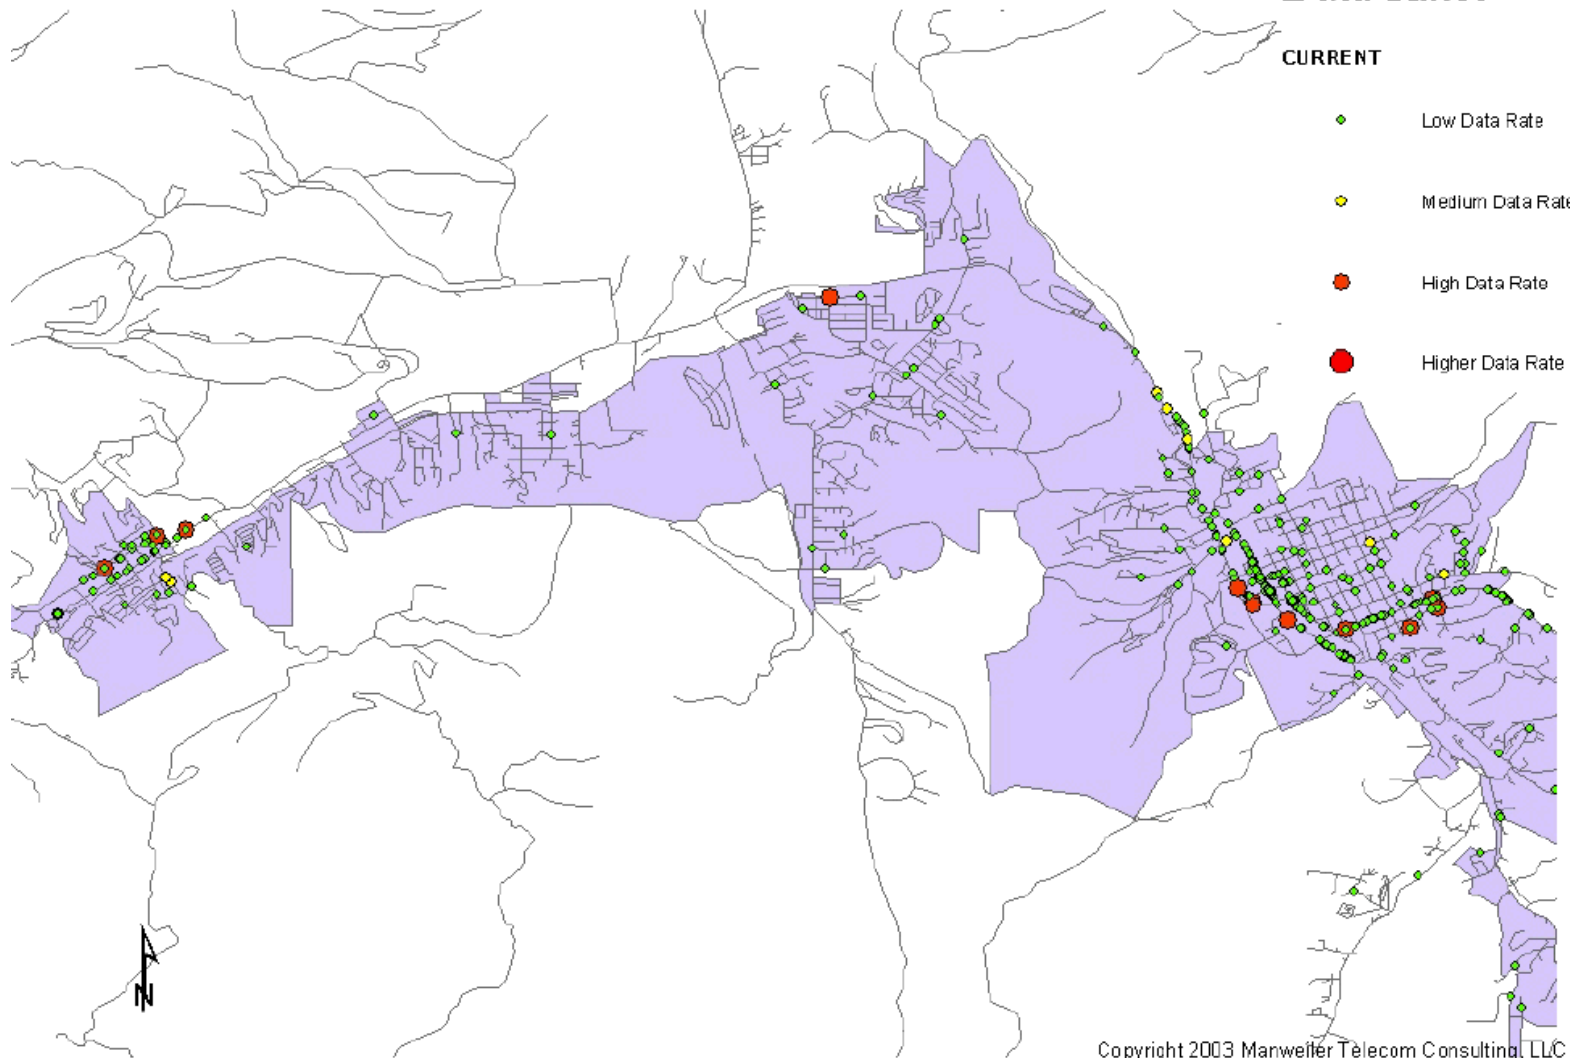 CURRENT
Low Data Rate
Medium Data Rate
High Data Rate
Higher Data Rate
N
Copyright 2003 Manweiler Telecom Consulting, LLC